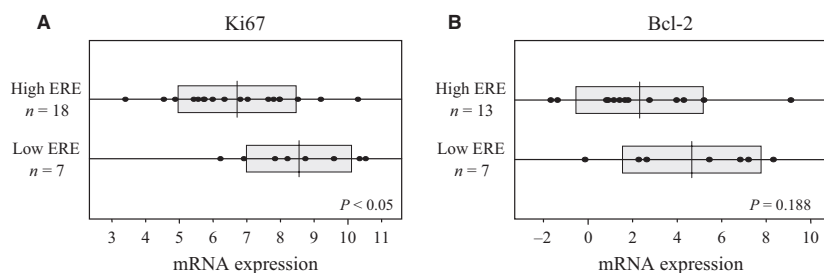 A
Ki67
High ERE
n = 18
Low ERE
n = 7
P < 0.05
3 4 5 6 7 8 9 10 11
mRNA expression
B
Bcl-2
High ERE
n = 13
Low ERE
n = 7
P = 0.188
–2 0 2 4 6 8 10
mRNA expression